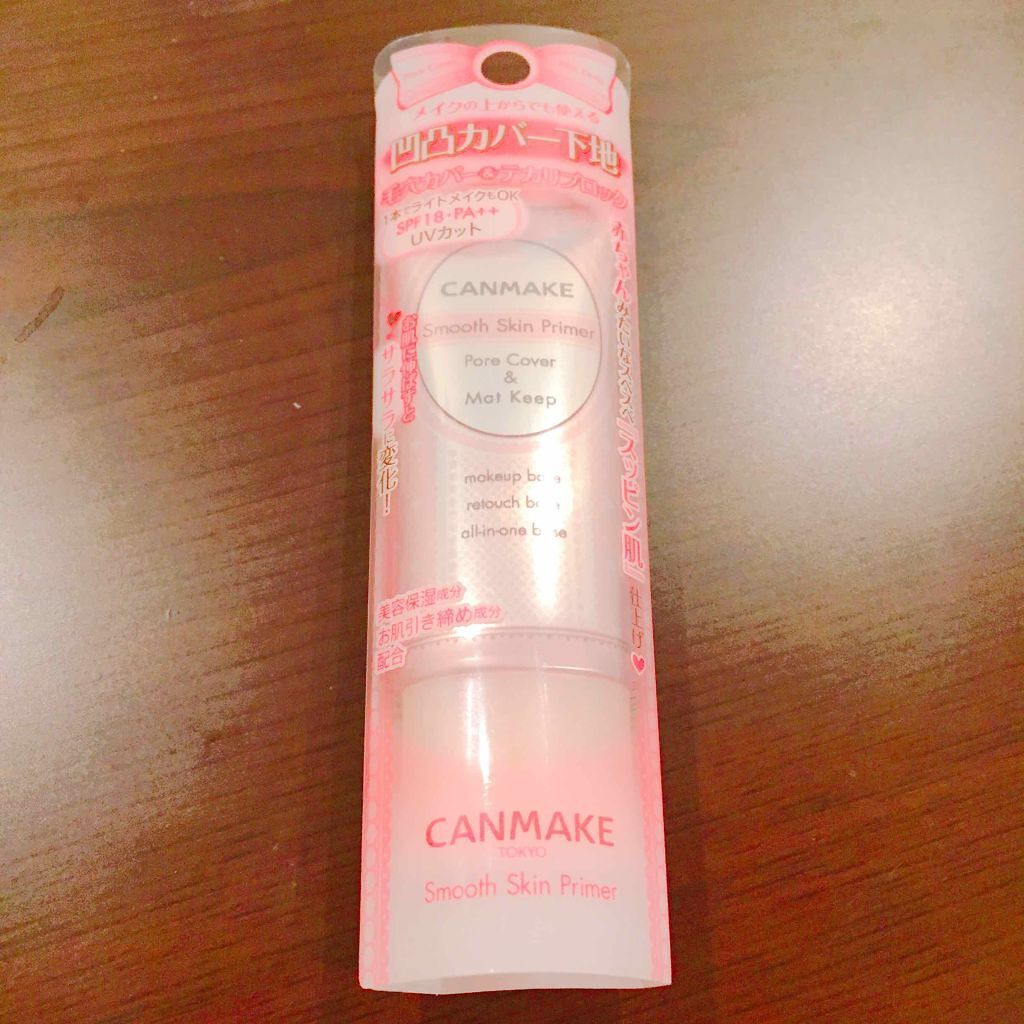 メイクの上からでも使える
凹凸カバー下地
毛穴カバー&テカリブロック
1本でライトメイクもOK
SPF18・PA++
UVカット
CANMAKE
Smooth Skin Primer
Pore Cover
&
Mat Keep
お肌に伸ばすと
サラサラに変化!
赤ちゃんみたいなスベスベ
「スッピン肌」
仕上げ
makeup base
retouch base
all-in-one base
美容保湿成分
お肌引き締め成分
配合
CANMAKE
TOKYO
Smooth Skin Primer